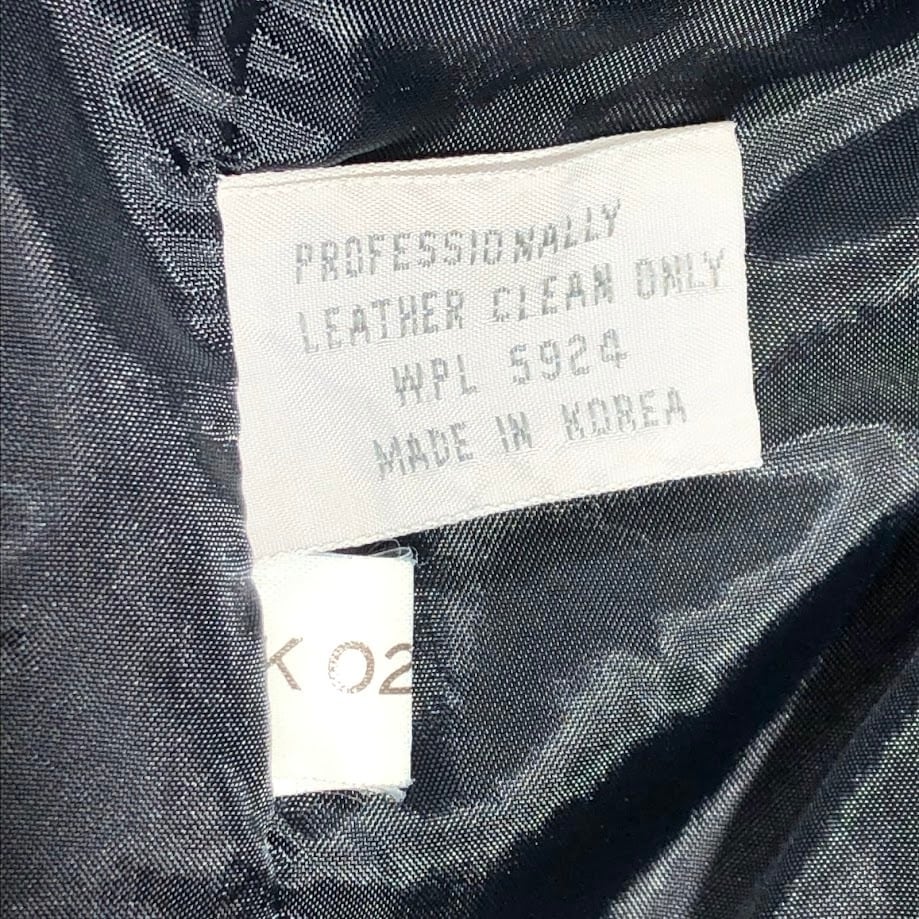 PROFESSIONALLY
LEATHER CLEAN ONLY
WPL 5924
MADE IN KOREA
K 02